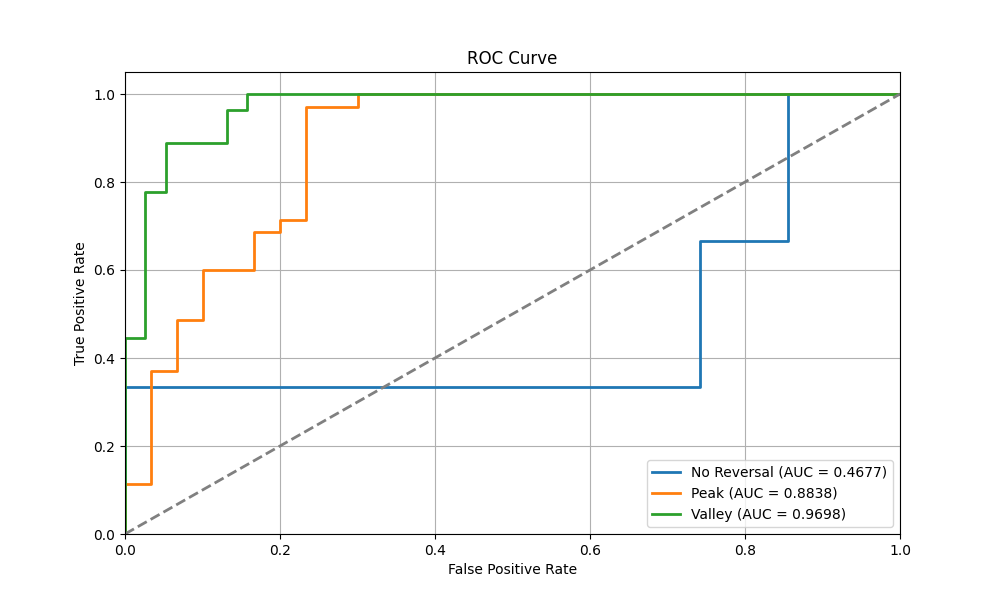 ROC Curve
True Positive Rate
1.0
0.8
0.6
0.4
0.2
0.0
0.0 0.2 0.4 0.6 0.8 1.0
False Positive Rate
No Reversal (AUC = 0.4677)
Peak (AUC = 0.8838)
Valley (AUC = 0.9698)